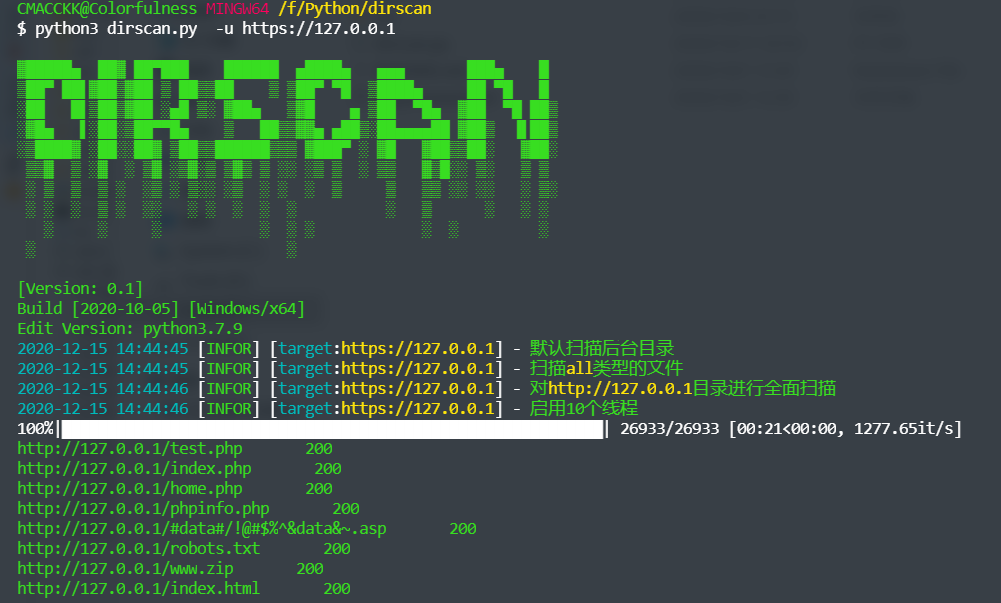 CMACCKK@Colorfulness MINGW64 /f/Python/dirscan
$ python3 dirscan.py  -u https://127.0.0.1
DIRSCAN
[Version: 0.1]
Build [2020-10-05] [Windows/x64]
Edit Version: python3.7.9
2020-12-15 14:44:45 [INFOR] [target:https://127.0.0.1] - 默认扫描后台目录
2020-12-15 14:44:45 [INFOR] [target:https://127.0.0.1] - 扫描all类型的文件
2020-12-15 14:44:46 [INFOR] [target:https://127.0.0.1] - 对http://127.0.0.1目录进行全面扫描
2020-12-15 14:44:46 [INFOR] [target:https://127.0.0.1] - 启用10个线程
100%| | 26933/26933 [00:21<00:00, 1277.65it/s]
http://127.0.0.1/test.php 200
http://127.0.0.1/index.php 200
http://127.0.0.1/home.php 200
http://127.0.0.1/phpinfo.php 200
http://127.0.0.1/#data#/!@#$%^&data&~.asp 200
http://127.0.0.1/robots.txt 200
http://127.0.0.1/www.zip 200
http://127.0.0.1/index.html 200